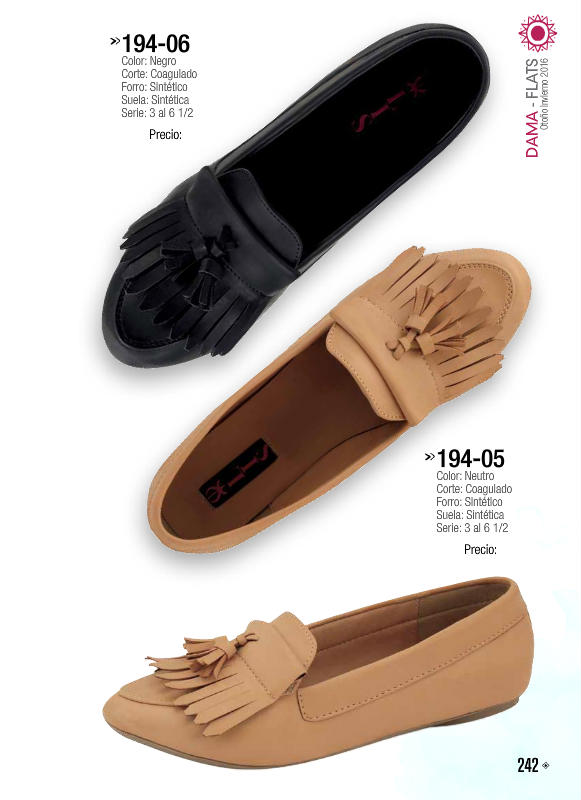 194-06
Color: Negro
Corte: Coagulado
Forro: Sintético
Suela: Sintética
Serie: 3 al 6 1/2
Precio:
DAMA - FLATS
Otoño Invierno 2016
194-05
Color: Neutro
Corte: Coagulado
Forro: Sintético
Suela: Sintética
Serie: 3 al 6 1/2
Precio:
242